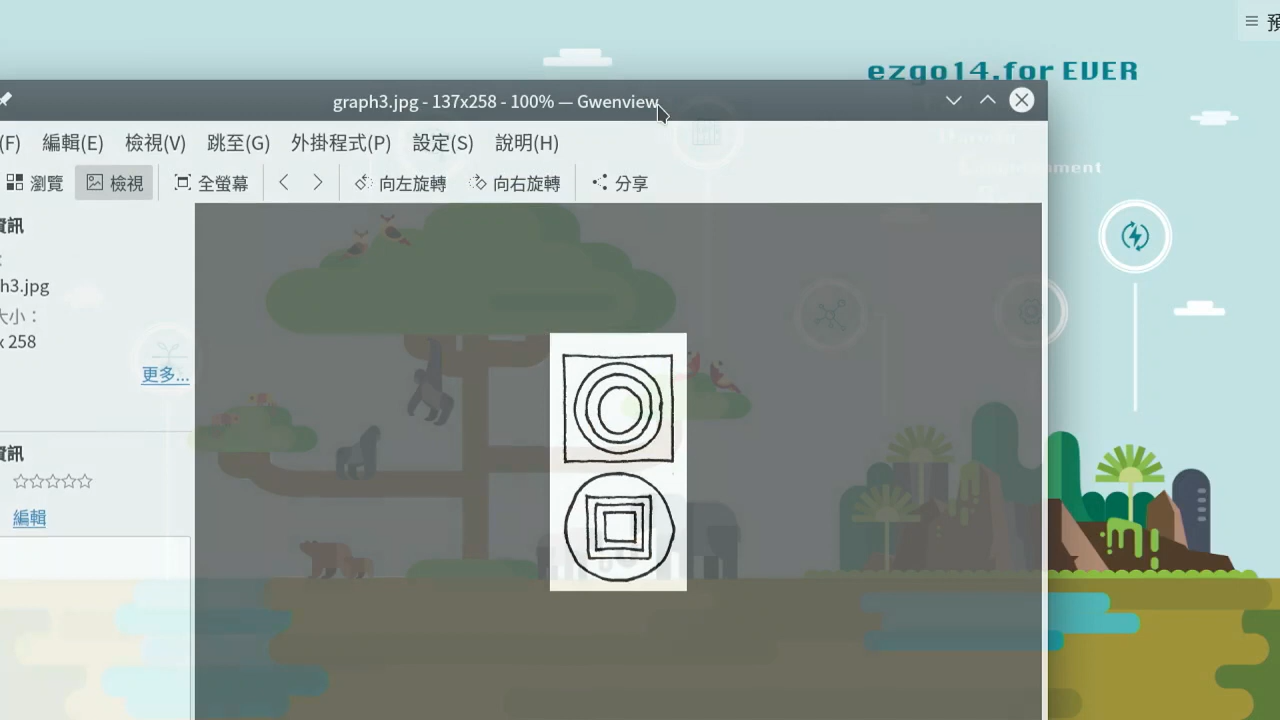 預
ezgo14.for EVER
graph3.jpg - 137x258 - 100% — Gwenview
(F) 編輯(E) 檢視(V) 跳至(G) 外掛程式(P) 設定(S) 說明(H)
瀏覽 檢視 全螢幕 向左旋轉 向右旋轉 分享
資訊
h3.jpg
大小：
x 258
更多...
資訊
編輯